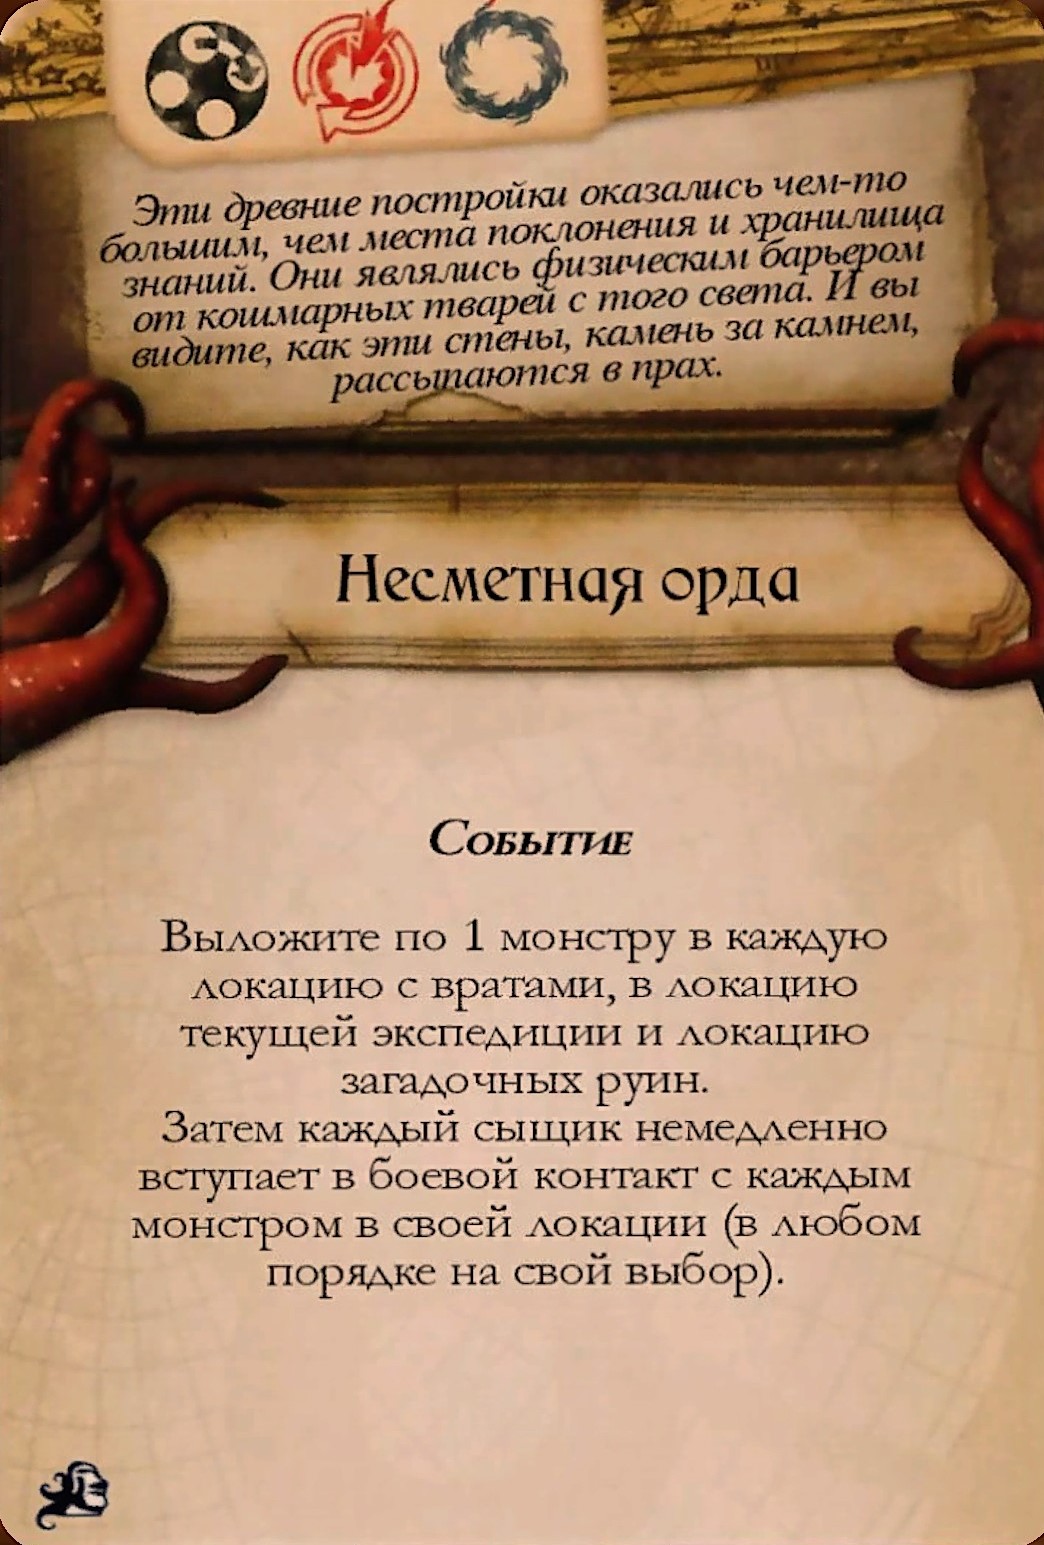 Эти древние постройки оказались чем-то
большим, чем места поклонения и хранилища
знаний. Они являлись физическим барьером
от кошмарных тварей с того света. И вы
видите, как эти стены, камень за камнем,
рассыпаются в прах.
Несметная орда
Событие
Выложите по 1 монстру в каждую
локацию с вратами, в локацию
текущей экспедиции и локацию
загадочных руин.
Затем каждый сыщик немедленно
вступает в боевой контакт с каждым
монстром в своей локации (в любом
порядке на свой выбор).